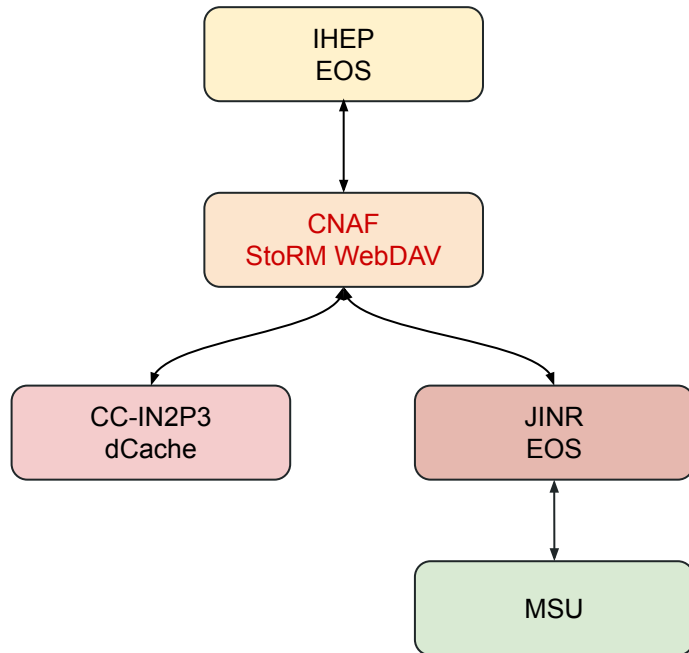 IHEP
EOS
CNAF
StoRM WebDAV
CC-IN2P3
dCache
JINR
EOS
MSU